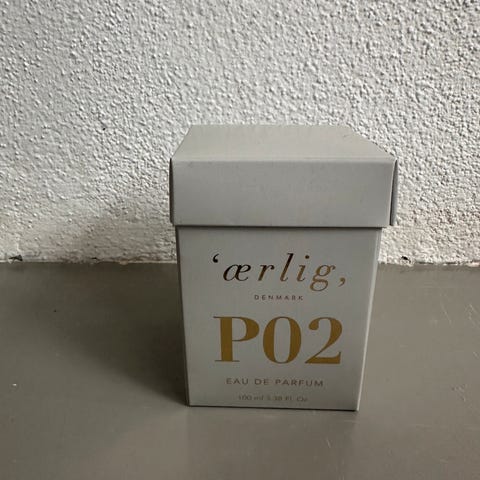 ‘ærlig,
DENMARK
P02
EAU DE PARFUM
100 ml 3.38 Fl. Oz